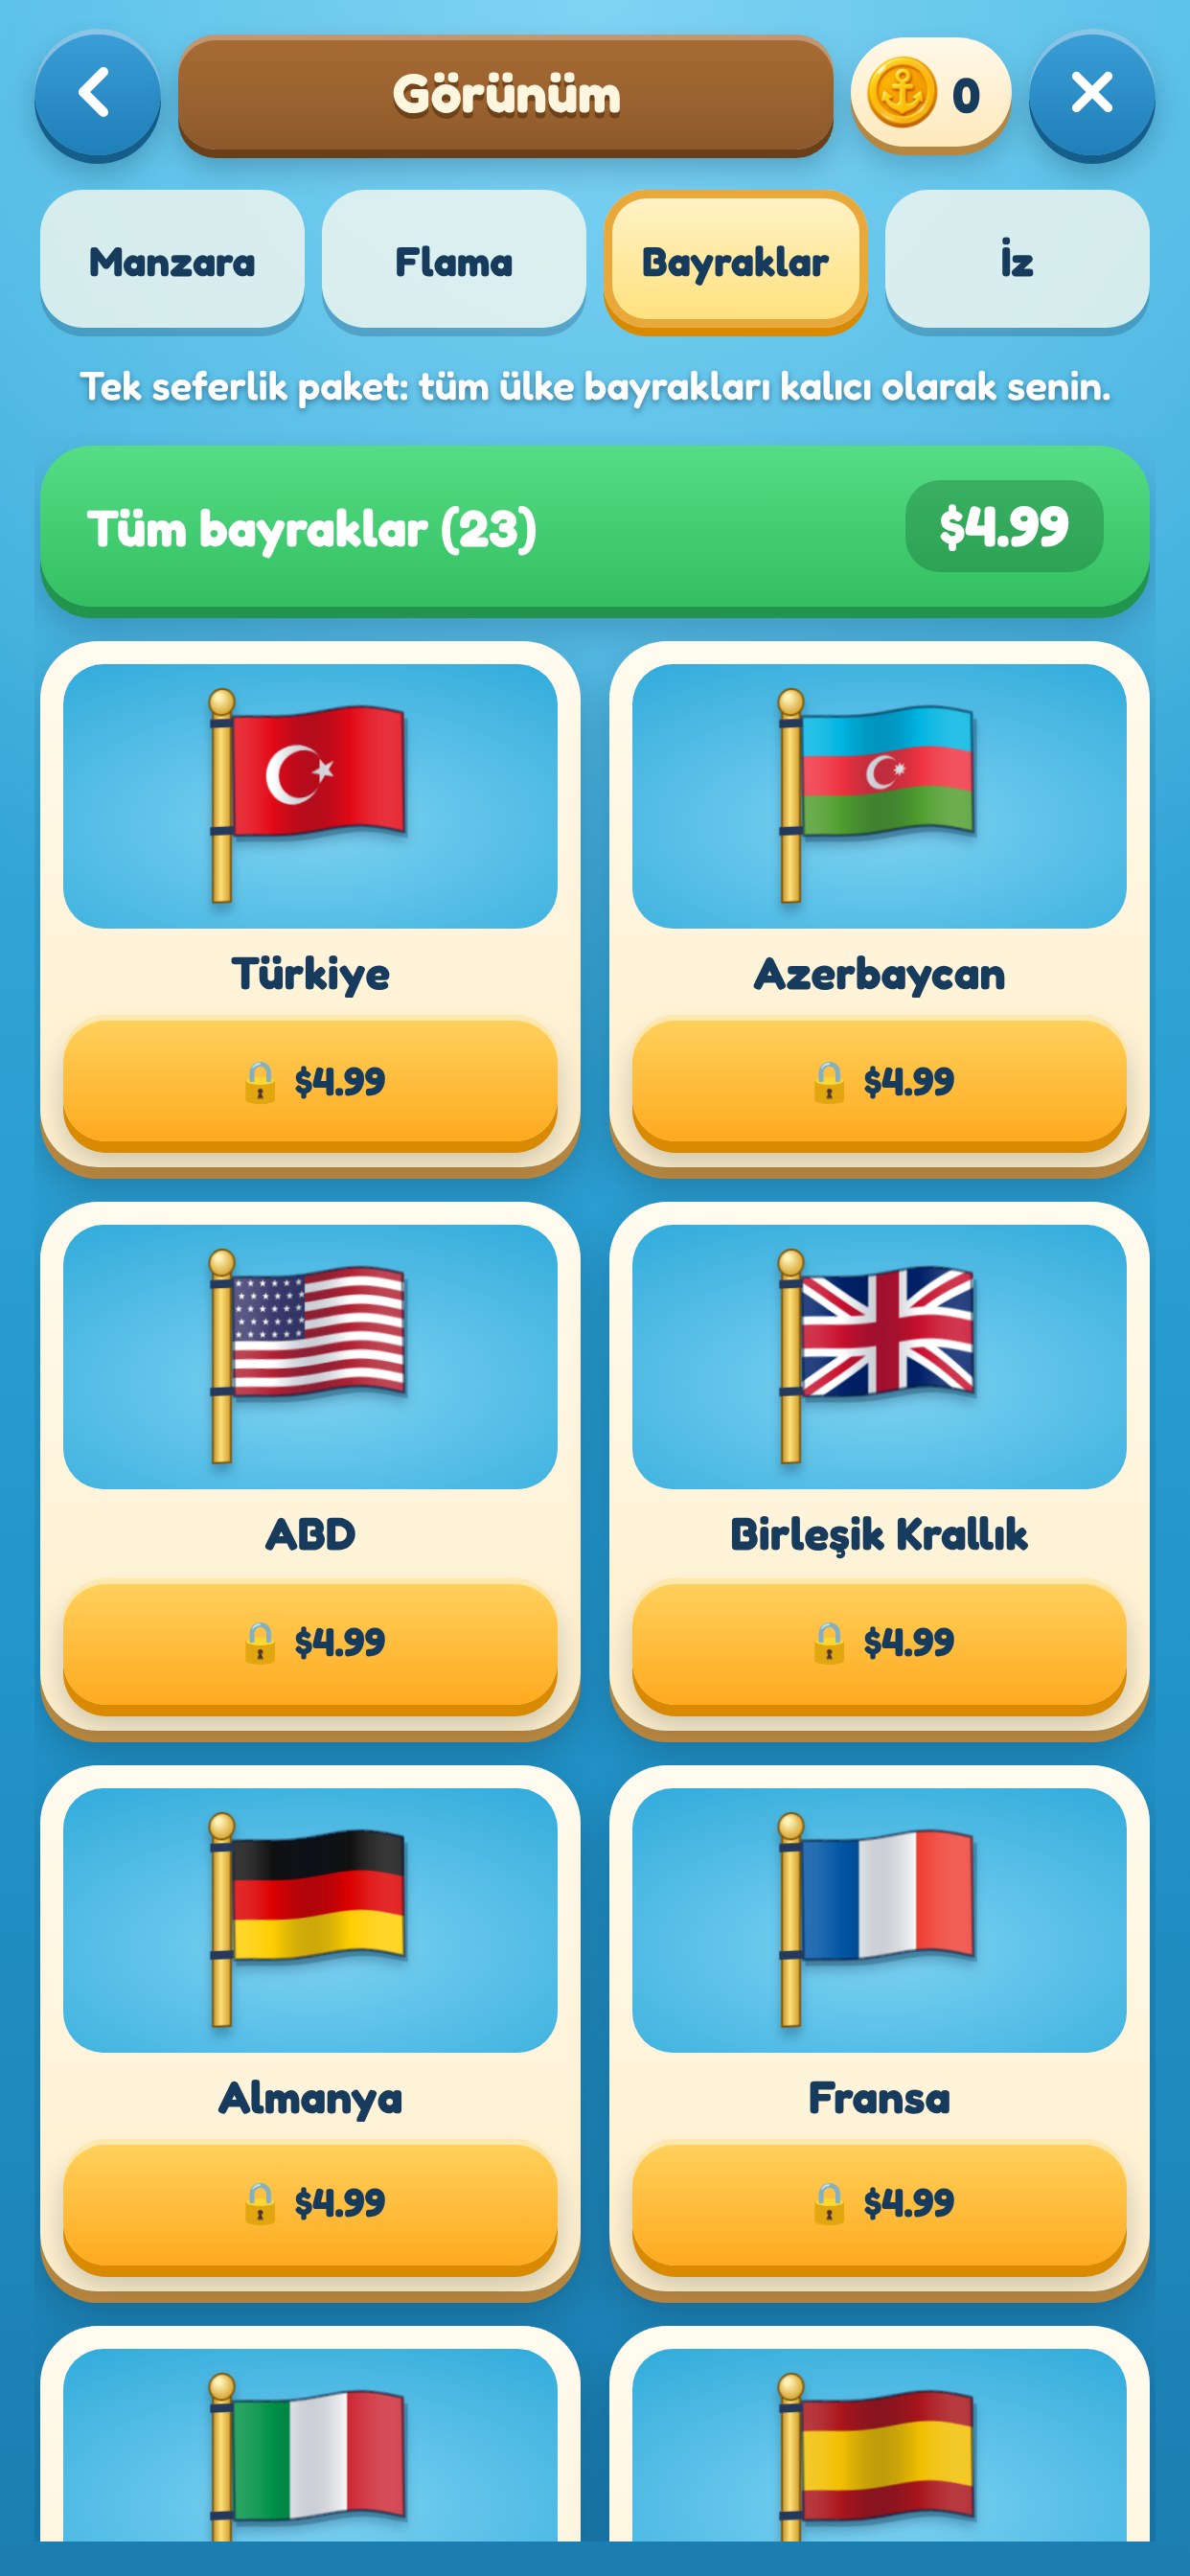 Görünüm
0
Manzara
Flama
Bayraklar
İz
Tek seferlik paket: tüm ülke bayrakları kalıcı olarak senin.
Tüm bayraklar (23)
$4.99
Türkiye
Azerbaycan
$4.99
$4.99
ABD
Birleşik Krallık
$4.99
$4.99
Almanya
Fransa
$4.99
$4.99